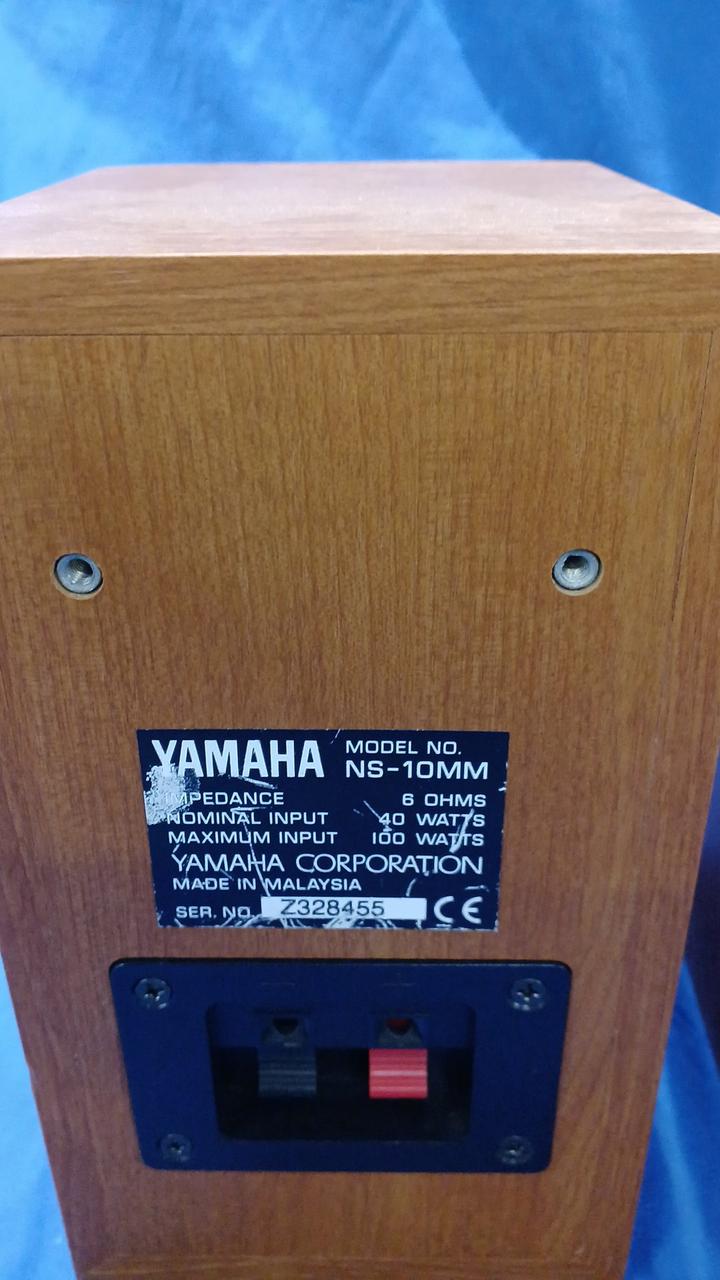 YAMAHA MODEL NO.
NS-10MM
IMPEDANCE 6 OHMS
NOMINAL INPUT 40 WATTS
MAXIMUM INPUT 100 WATTS
YAMAHA CORPORATION
MADE IN MALAYSIA
SER. NO. Z328455 CE